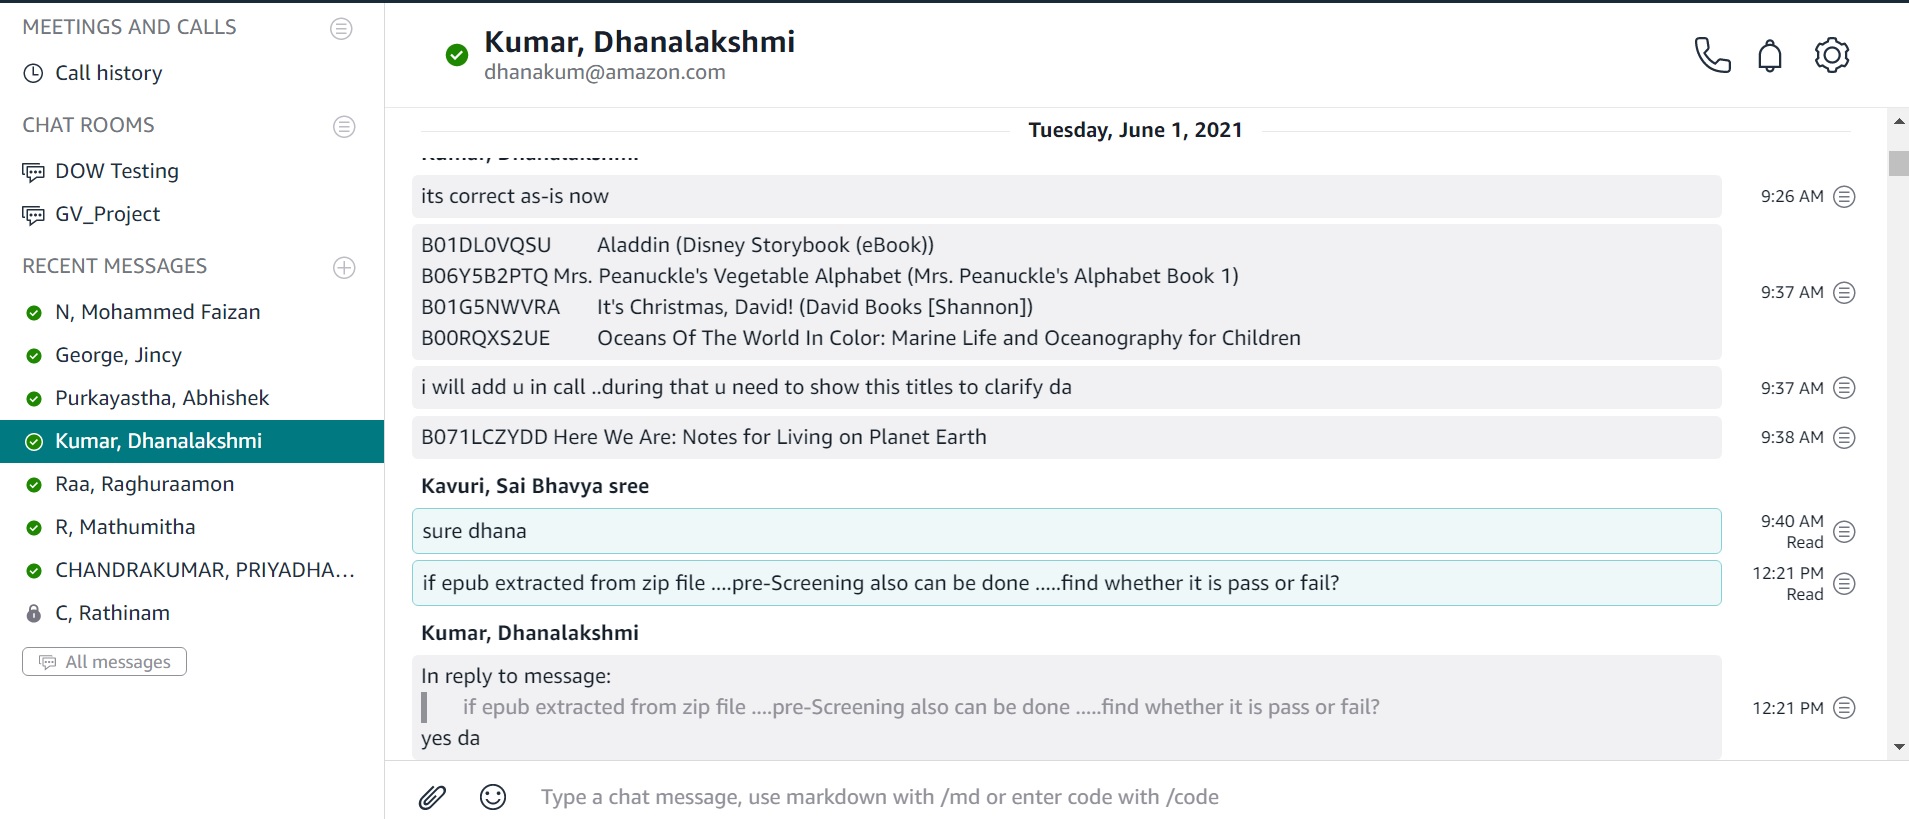 MEETINGS AND CALLS
Call history
CHAT ROOMS
DOW Testing
GV_Project
RECENT MESSAGES
N, Mohammed Faizan
George, Jincy
Purkayastha, Abhishek
Kumar, Dhanalakshmi
Raa, Raghuraamon
R, Mathumitha
CHANDRAKUMAR, PRIYADHA...
C, Rathinam
All messages
Kumar, Dhanalakshmi
dhanakum@amazon.com
Tuesday, June 1, 2021
its correct as-is now
9:26 AM
B01DL0VQSU Aladdin (Disney Storybook (eBook))
B06Y5B2PTQ Mrs. Peanuckle's Vegetable Alphabet (Mrs. Peanuckle's Alphabet Book 1)
B01G5NWVRA It's Christmas, David! (David Books [Shannon])
B00RQXS2UE Oceans Of The World In Color: Marine Life and Oceanography for Children
9:37 AM
i will add u in call ..during that u need to show this titles to clarify da
9:37 AM
B071LCZYDD Here We Are: Notes for Living on Planet Earth
9:38 AM
Kavuri, Sai Bhavya sree
sure dhana
9:40 AM
Read
if epub extracted from zip file ....pre-Screening also can be done .....find whether it is pass or fail?
12:21 PM
Read
Kumar, Dhanalakshmi
In reply to message:
if epub extracted from zip file ....pre-Screening also can be done .....find whether it is pass or fail?
yes da
12:21 PM
Type a chat message, use markdown with /md or enter code with /code